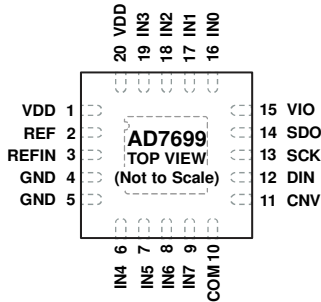 20 VDD
19 IN3
18 IN2
17 IN1
16 IN0
VDD 1
REF 2
REFIN 3
GND 4
GND 5
AD7699
TOP VIEW
(Not to Scale)
15 VIO
14 SDO
13 SCK
12 DIN
11 CNV
IN4 6
IN5 7
IN6 8
IN7 9
COM 10